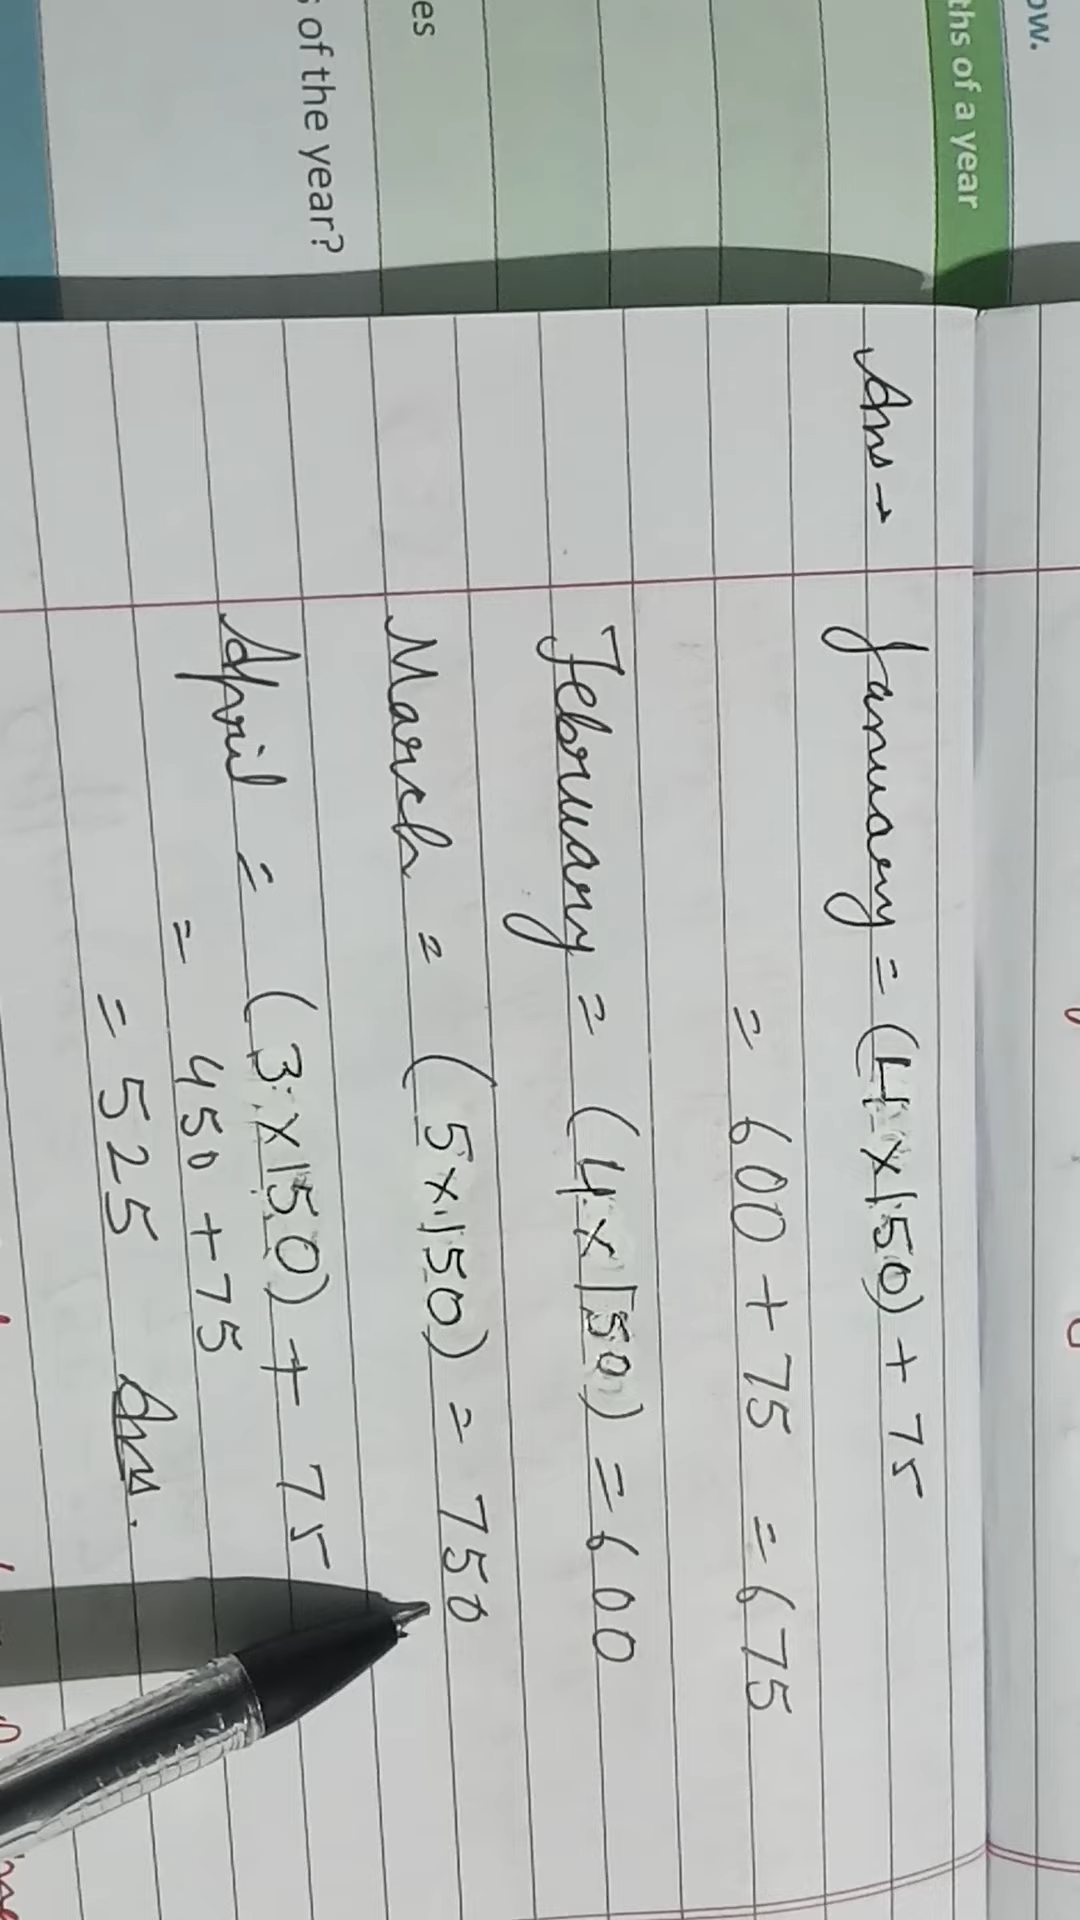 ow.
ths of a year
es
s of the year?
Ans → January = (4 × 150) + 75
= 600 + 75 = 675
February = (4 × 150) = 600
March = (5 × 150) = 750
April = (3 × 150) + 75
= 450 + 75
= 525 Ans.